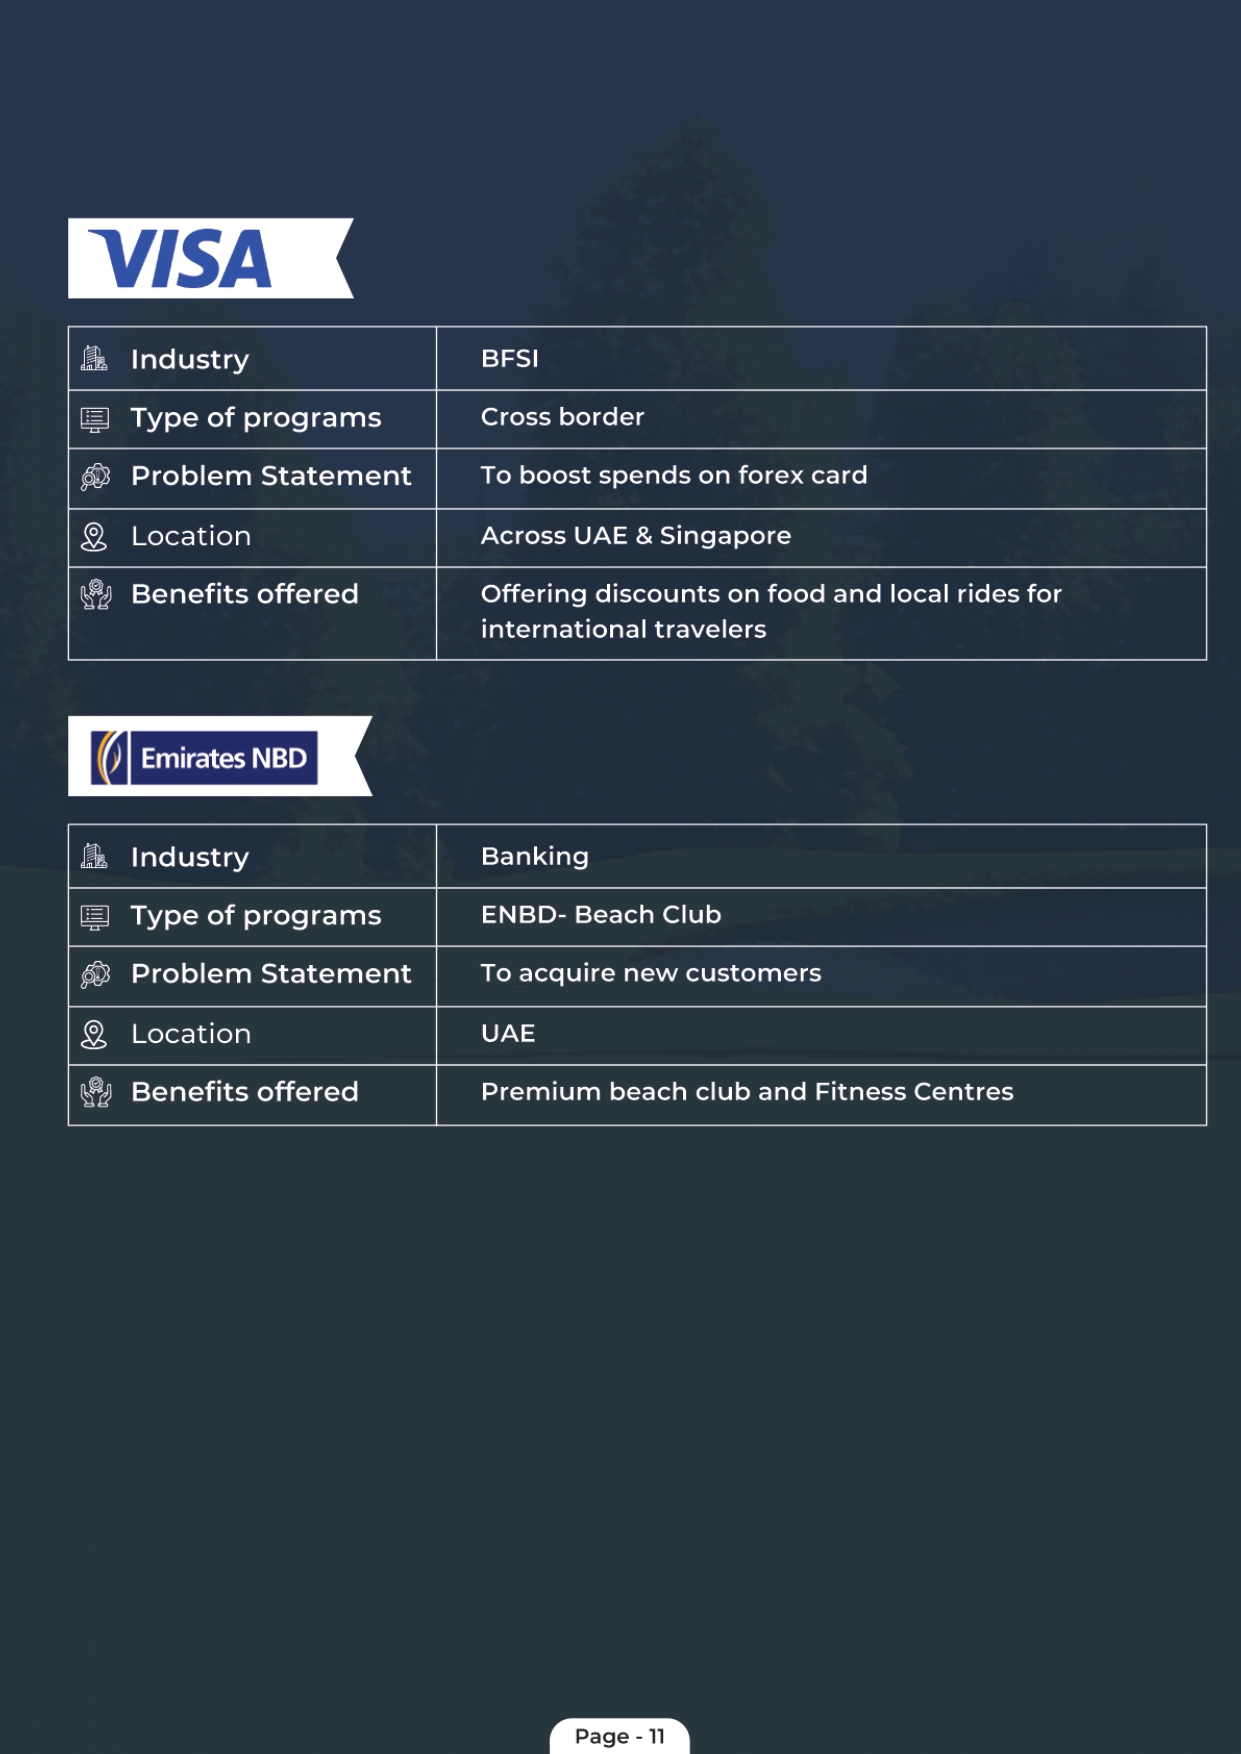 VISA
Industry BFSI
Type of programs Cross border
Problem Statement To boost spends on forex card
Location Across UAE & Singapore
Benefits offered Offering discounts on food and local rides for
international travelers
Emirates NBD
Industry Banking
Type of programs ENBD- Beach Club
Problem Statement To acquire new customers
Location UAE
Benefits offered Premium beach club and Fitness Centres
Page - 11